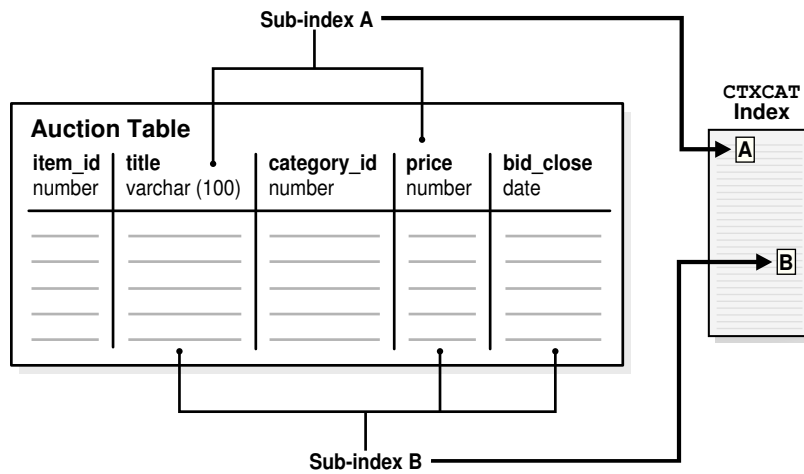 Sub-index A
CTXCAT
Index
Auction Table
item_id title category_id price bid_close
number varchar (100) number number date
A
B
Sub-index B